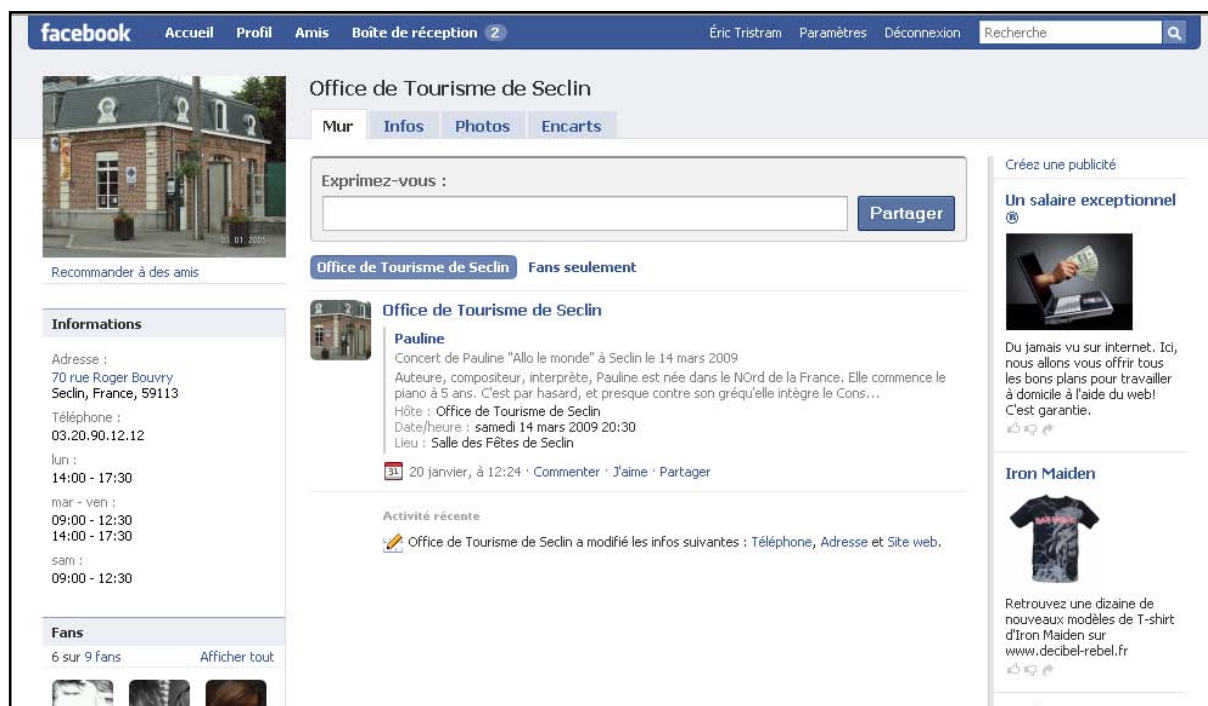 facebook Accueil Profil Amis Boîte de réception 2 Éric Tristram Paramètres Déconnexion Recherche
Office de Tourisme de Seclin
Mur Infos Photos Encarts
01 01 2005
Recommander à des amis
Informations
Adresse :
70 rue Roger Bouvry
Seclin, France, 59113
Téléphone :
03.20.90.12.12
lun :
14:00 - 17:30
mar - ven :
09:00 - 12:30
14:00 - 17:30
sam :
09:00 - 12:30
Fans
6 sur 9 fans Afficher tout
Exprimez-vous :
Partager
Office de Tourisme de Seclin Fans seulement
Office de Tourisme de Seclin
Pauline
Concert de Pauline "Allo le monde" à Seclin le 14 mars 2009
Auteure, compositeur, interprète, Pauline est née dans le NOrd de la France. Elle commence le
piano à 5 ans. C'est par hasard, et presque contre son gréqu'elle intègre le Cons...
Hôte : Office de Tourisme de Seclin
Date/heure : samedi 14 mars 2009 20:30
Lieu : Salle des Fêtes de Seclin
31 20 janvier, à 12:24 · Commenter · J'aime · Partager
Activité récente
Office de Tourisme de Seclin a modifié les infos suivantes : Téléphone, Adresse et Site web.
Créez une publicité
Un salaire exceptionnel
®
Du jamais vu sur internet. Ici,
nous allons vous offrir tous
les bons plans pour travailler
à domicile à l'aide du web!
C'est garantie.
Iron Maiden
Retrouvez une dizaine de
nouveaux modèles de T-shirt
d'Iron Maiden sur
www.decibel-rebel.fr